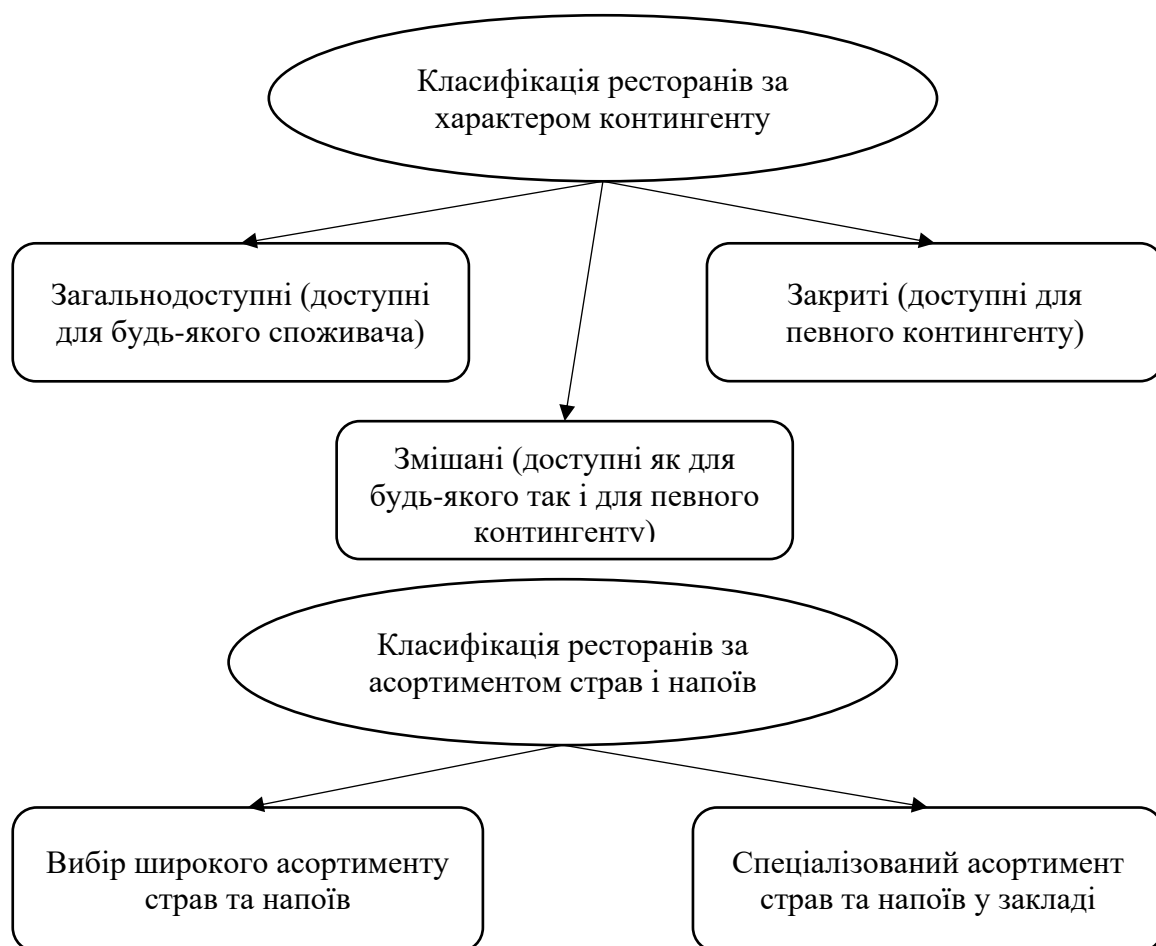 Класифікація ресторанів за
характером контингенту
Загальнодоступні (доступні
для будь-якого споживача)
Закриті (доступні для
певного контингенту)
Змішані (доступні як для
будь-якого так і для певного
контингенту)
Класифікація ресторанів за
асортиментом страв і напоїв
Вибір широкого асортименту
страв та напоїв
Спеціалізований асортимент
страв та напоїв у закладі